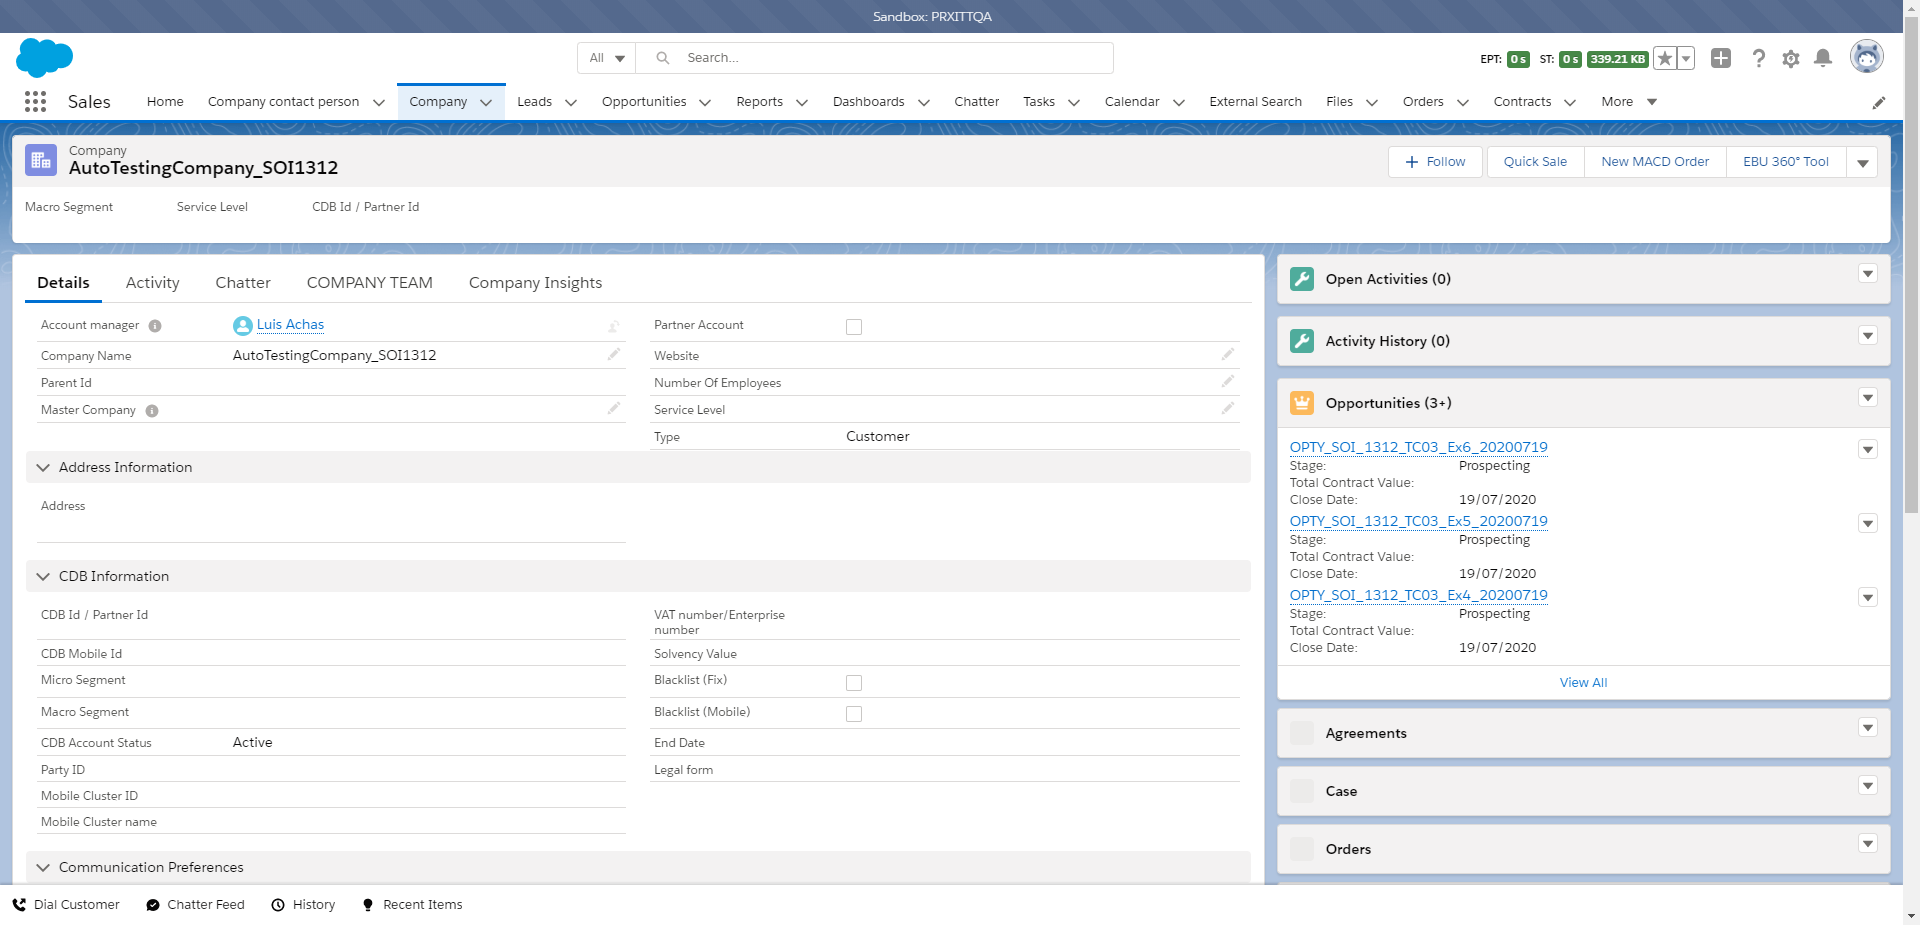 Sandbox: PRXITTQA
All
Search...
EPT: 0 s ST: 0 s 339.21 KB
Sales
Home
Company contact person
Company
Leads
Opportunities
Reports
Dashboards
Chatter
Tasks
Calendar
External Search
Files
Orders
Contracts
More
Company
AutoTestingCompany_SOI1312
Follow
Quick Sale
New MACD Order
EBU 360° Tool
Macro Segment
Service Level
CDB Id / Partner Id
Details
Activity
Chatter
COMPANY TEAM
Company Insights
Account manager
Luis Achas
Company Name
AutoTestingCompany_SOI1312
Parent Id
Master Company
Partner Account
Website
Number Of Employees
Service Level
Type
Customer
Address Information
Address
CDB Information
CDB Id / Partner Id
CDB Mobile Id
Micro Segment
Macro Segment
CDB Account Status
Active
Party ID
Mobile Cluster ID
Mobile Cluster name
VAT number/Enterprise
number
Solvency Value
Blacklist (Fix)
Blacklist (Mobile)
End Date
Legal form
Communication Preferences
Open Activities (0)
Activity History (0)
Opportunities (3+)
OPTY_SOI_1312_TC03_Ex6_20200719
Stage: Prospecting
Total Contract Value:
Close Date: 19/07/2020
OPTY_SOI_1312_TC03_Ex5_20200719
Stage: Prospecting
Total Contract Value:
Close Date: 19/07/2020
OPTY_SOI_1312_TC03_Ex4_20200719
Stage: Prospecting
Total Contract Value:
Close Date: 19/07/2020
View All
Agreements
Case
Orders
Dial Customer
Chatter Feed
History
Recent Items